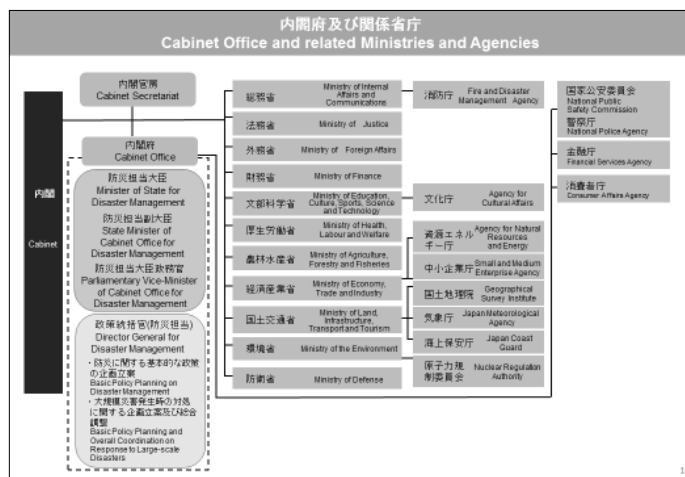 内閣府及び関係省庁
Cabinet Office and related Ministries and Agencies
内閣
Cabinet
内閣官房
Cabinet Secretariat
内閣府
Cabinet Office
防災担当大臣
Minister of State for
Disaster Management
防災担当副大臣
State Minister of
Cabinet Office for
Disaster Management
防災担当大臣政務官
Parliamentary Vice-Minister
of Cabinet Office for
Disaster Management
政策統括官(防災担当)
Director General for
Disaster Management
・防災に関する基本的な政策
の企画立案
Basic Policy Planning on
Disaster Management
・大規模災害発生時の対処
に関する企画立案及び総合
調整
Basic Policy Planning and
Overall Coordination on
Response to Large-scale
Disasters
総務省
Ministry of Internal
Affairs and
Communications
法務省
Ministry of Justice
外務省
Ministry of Foreign Affairs
財務省
Ministry of Finance
文部科学省
Ministry of Education,
Culture, Sports, Science
and Technology
厚生労働省
Ministry of Health,
Labour and Welfare
農林水産省
Ministry of Agriculture,
Forestry and Fisheries
経済産業省
Ministry of Economy,
Trade and Industry
国土交通省
Ministry of Land,
Infrastructure,
Transport and Tourism
環境省
Ministry of the Environment
防衛省
Ministry of Defense
消防庁
Fire and Disaster
Management Agency
文化庁
Agency for
Cultural Affairs
資源エネル
ギー庁
Agency for Natural
Resources
and Energy
中小企業庁
Small and Medium
Enterprise Agency
国土地理院
Geographical
Survey Institute
気象庁
Japan Meteorological
Agency
海上保安庁
Japan Coast
Guard
原子力規
制委員会
Nuclear Regulation
Authority
国家公安委員会
National Public
Safety Commission
警察庁
National Police Agency
金融庁
Financial Services Agency
消費者庁
Consumer Affairs Agency
1